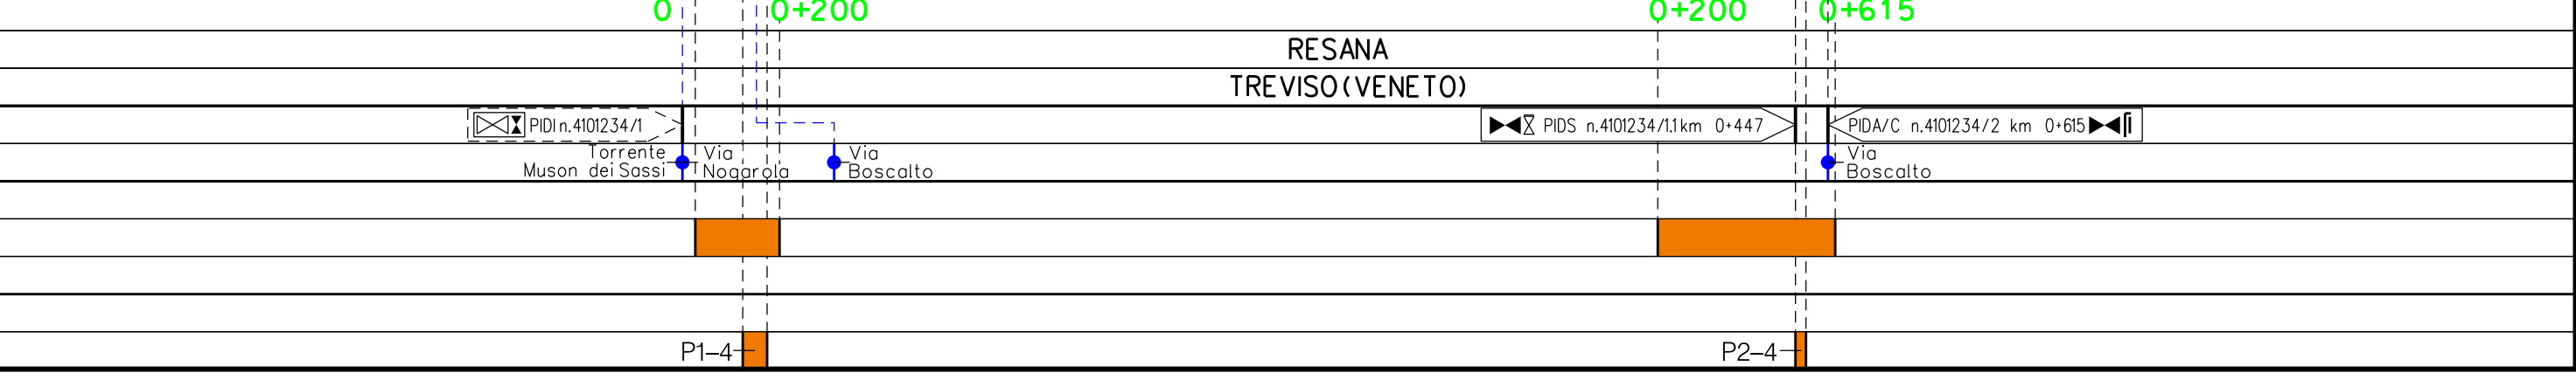 0 0+200 0+200 0+615
RESANA
TREVISO(VENETO)
PIDI n.4101234/1
PIDS n.4101234/1.1 km 0+447
PIDA/C n.4101234/2 km 0+615
Torrente
Muson dei Sassi
Via
Nogarola
Via
Boscalto
Via
Boscalto
P1-4
P2-4